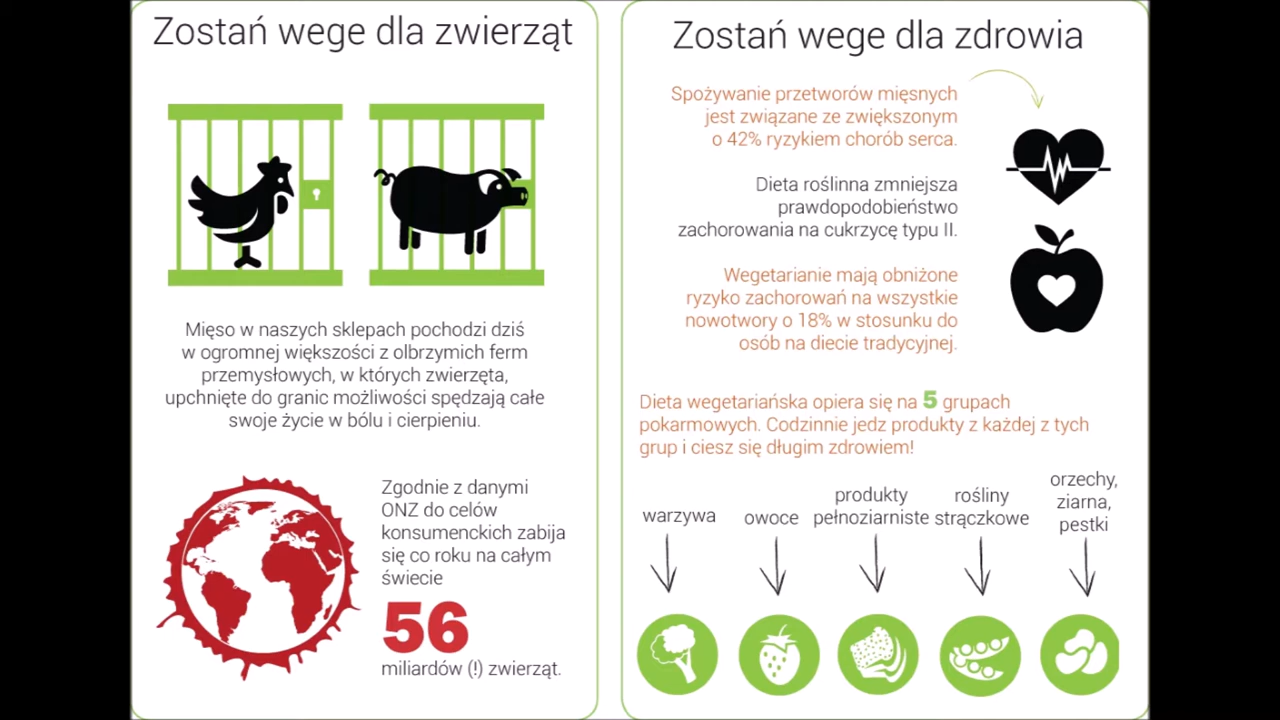 Zostań wege dla zwierząt
Mięso w naszych sklepach pochodzi dziś
w ogromnej większości z olbrzymich ferm
przemysłowych, w których zwierzęta,
upchnięte do granic możliwości spędzają całe
swoje życie w bólu i cierpieniu.
Zgodnie z danymi
ONZ do celów
konsumenckich zabija
się co roku na całym
świecie
56
miliardów (!) zwierząt.
Zostań wege dla zdrowia
Spożywanie przetworów mięsnych
jest związane ze zwiększonym
o 42% ryzykiem chorób serca.
Dieta roślinna zmniejsza
prawdopodobieństwo
zachorowania na cukrzycę typu II.
Wegetarianie mają obniżone
ryzyko zachorowań na wszystkie
nowotwory o 18% w stosunku do
osób na diecie tradycyjnej.
Dieta wegetariańska opiera się na 5 grupach
pokarmowych. Codzinnie jedz produkty z każdej z tych
grup i ciesz się długim zdrowiem!
warzywa
owoce
produkty
pełnoziarniste
rośliny
strączkowe
orzechy,
ziarna,
pestki